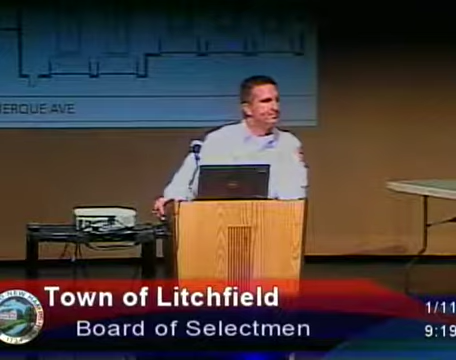 ERQUE AVE
Town of Litchfield
Board of Selectmen
1/11
9:19